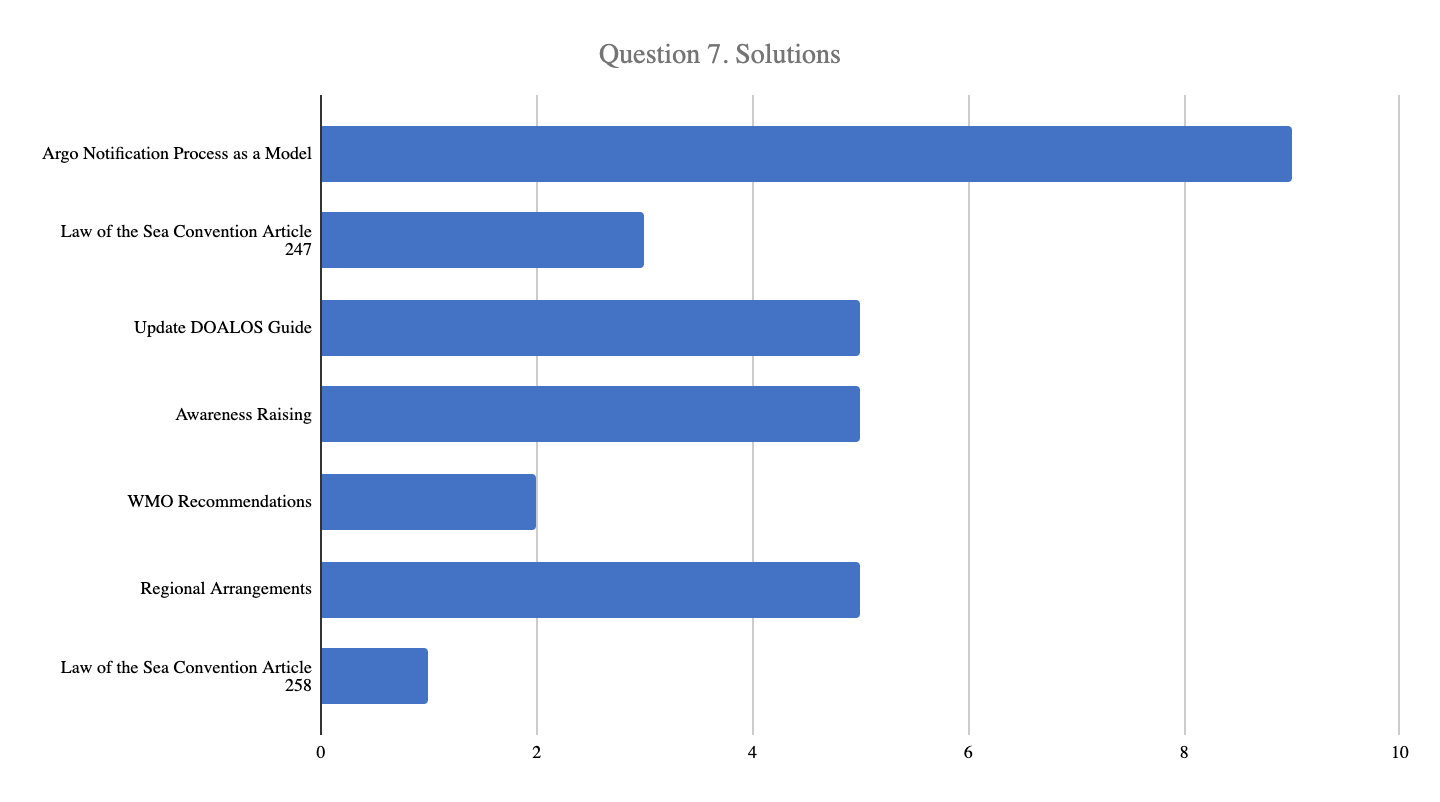 Question 7. Solutions
Argo Notification Process as a Model
Law of the Sea Convention Article
247
Update DOALOS Guide
Awareness Raising
WMO Recommendations
Regional Arrangements
Law of the Sea Convention Article
258
0 2 4 6 8 10